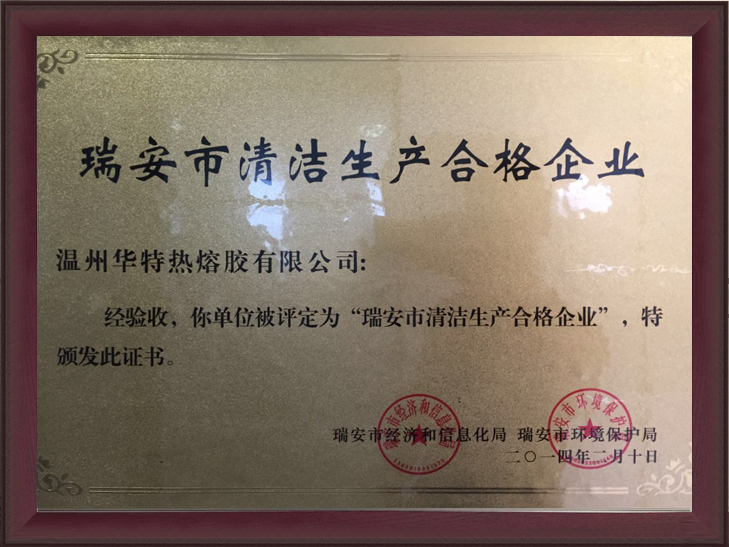 瑞安市清洁生产合格企业
温州华特热熔胶有限公司:
经验收，你单位被评定为“瑞安市清洁生产合格企业”，特
颁发此证书。
瑞安市经济和信息化局 瑞安市环境保护局
二〇一四年二月十日